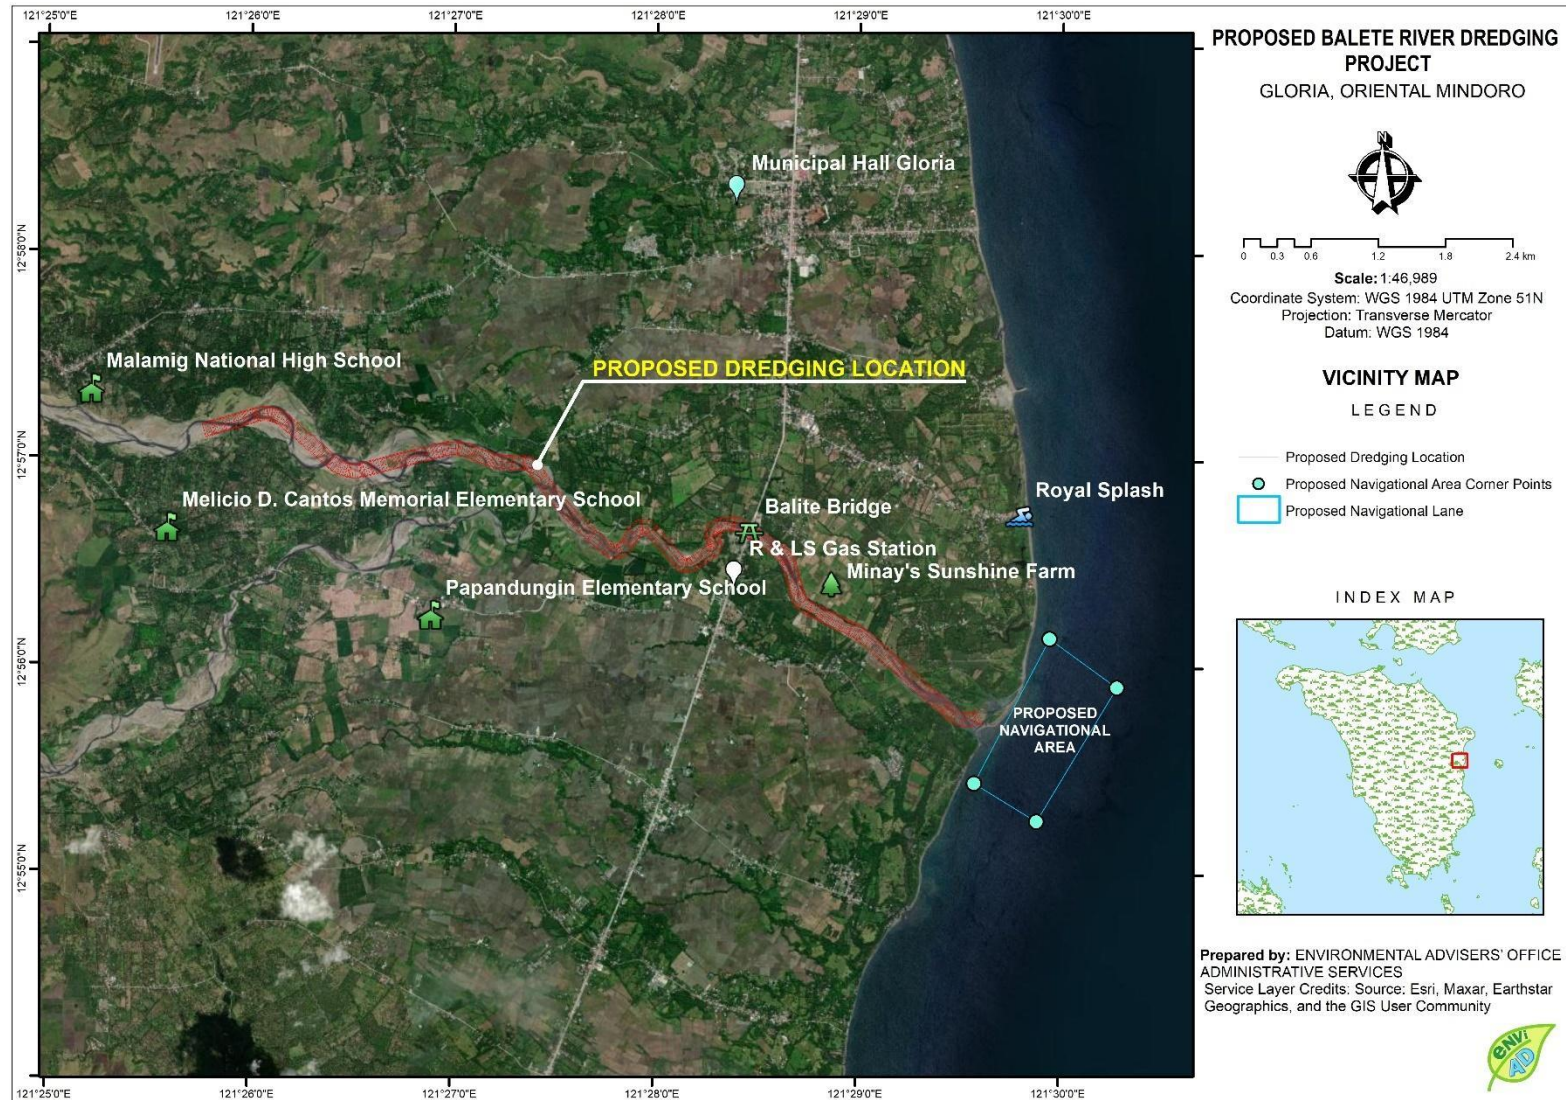 121°25'0"E 121°26'0"E 121°27'0"E 121°28'0"E 121°29'0"E 121°30'0"E
12°58'0"N
12°57'0"N
12°56'0"N
12°55'0"N
Municipal Hall Gloria
Malamig National High School
PROPOSED DREDGING LOCATION
Melicio D. Cantos Memorial Elementary School
Royal Splash
Balite Bridge
R & LS Gas Station
Minay's Sunshine Farm
Papandungin Elementary School
PROPOSED
NAVIGATIONAL
AREA
121°25'0"E 121°26'0"E 121°27'0"E 121°28'0"E 121°29'0"E 121°30'0"E
PROPOSED BALETE RIVER DREDGING
PROJECT
GLORIA, ORIENTAL MINDORO
N
0 0.3 0.6 1.2 1.8 2.4 km
Scale: 1:46,989
Coordinate System: WGS 1984 UTM Zone 51N
Projection: Transverse Mercator
Datum: WGS 1984
VICINITY MAP
LEGEND
Proposed Dredging Location
Proposed Navigational Area Corner Points
Proposed Navigational Lane
INDEX MAP
Prepared by: ENVIRONMENTAL ADVISERS' OFFICE
ADMINISTRATIVE SERVICES
Service Layer Credits: Source: Esri, Maxar, Earthstar
Geographics, and the GIS User Community
eNVi
AD